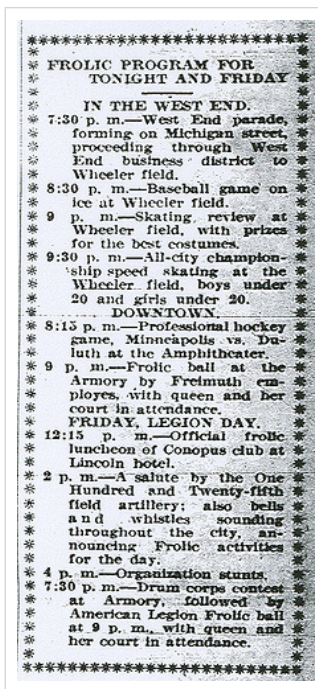 FROLIC PROGRAM FOR
TONIGHT AND FRIDAY
IN THE WEST END.
7:30 p. m.—West End parade,
forming on Michigan street,
proceeding through West
End business district to
Wheeler field.
8:30 p. m.—Baseball game on
ice at Wheeler field.
9 p. m.—Skating, review at
Wheeler field, with prizes
for the best costumes.
9:30 p. m.—All-city champion-
ship speed skating at the
Wheeler field, boys under
20 and girls under 20.
DOWNTOWN.
8:15 p. m.—Professional hockey
game, Minneapolis vs. Du-
luth at the Amphitheater.
9 p. m.—Frolic ball at the
Armory by Freimuth em-
ployes, with queen and her
court in attendance.
FRIDAY, LEGION DAY.
12:15 p. m.—Official frolic
luncheon of Conopus club at
Lincoln hotel.
2 p. m.—A salute by the One
Hundred and Twenty-fifth
field artillery; also bells
and whistles sounding
throughout the city, an-
nouncing Frolic activities
for the day.
4 p. m.—Organization stunts.
7:30 p. m.—Drum corps contest
at Armory, followed by
American Legion Frolic ball
at 9 p. m., with queen and
her court in attendance.